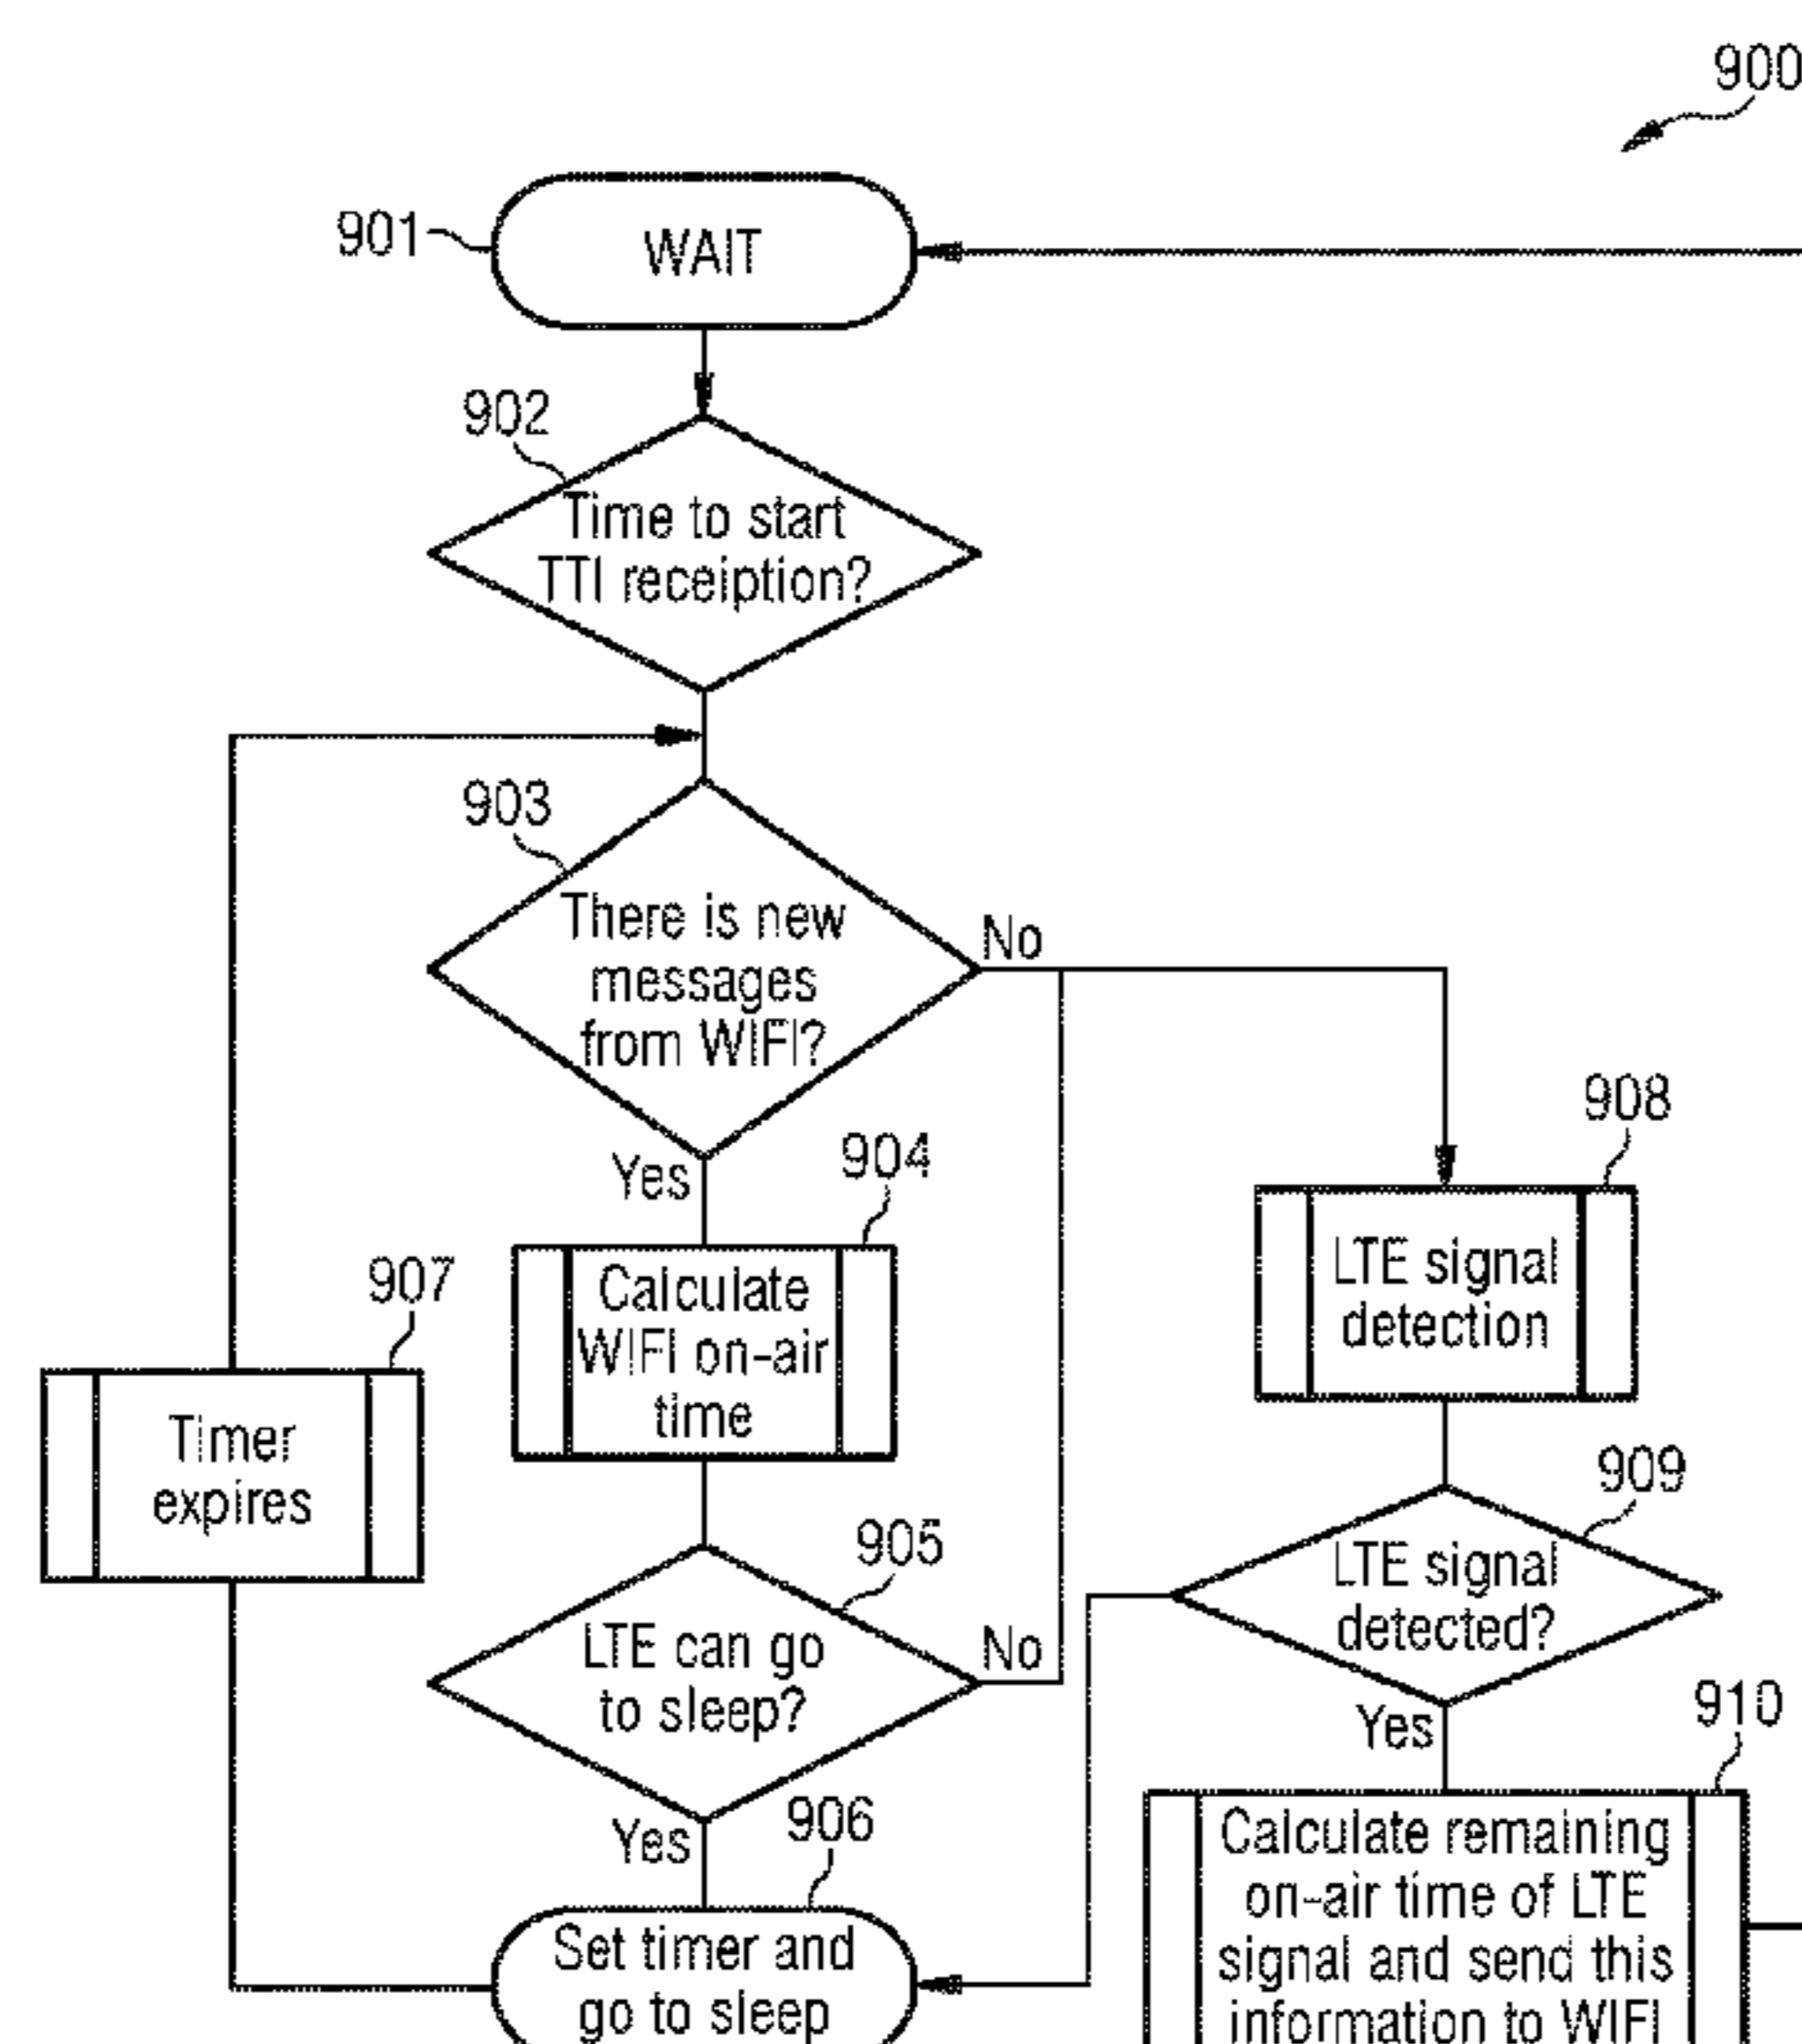 900
901
WAIT
902
Time to start
TTI receiption?
903
There is new
messages
from WIFI?
No
Yes
904
Calculate
WIFI on-air
time
907
Timer
expires
905
LTE can go
to sleep?
No
Yes
906
Set timer and
go to sleep
908
LTE signal
detection
909
LTE signal
detected?
Yes
910
Calculate remaining
on-air time of LTE
signal and send this
information to WIFI